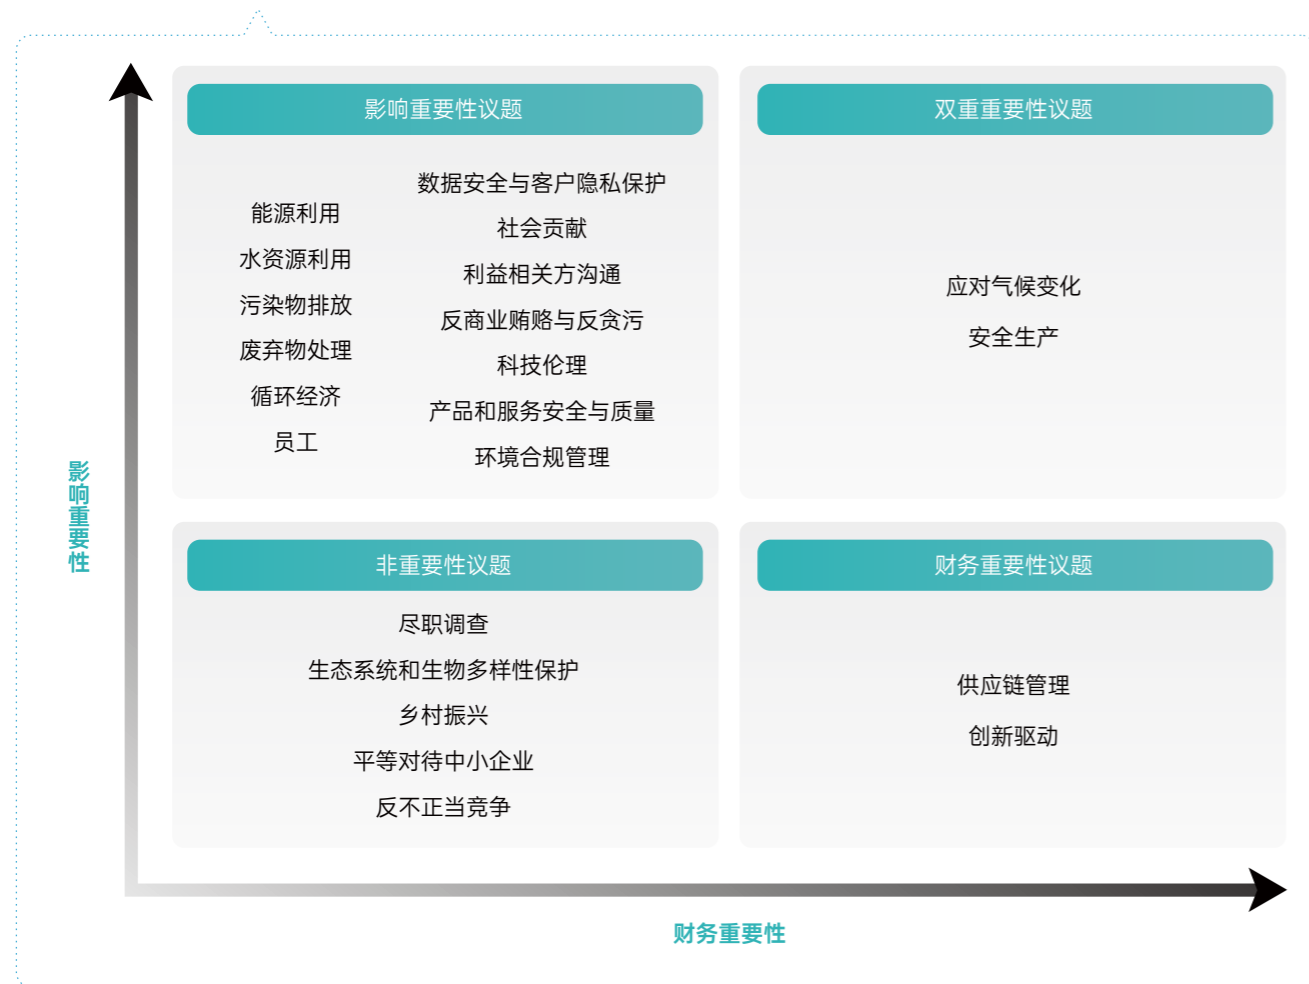 影响重要性议题
能源利用
水资源利用
污染物排放
废弃物处理
循环经济
员工
数据安全与客户隐私保护
社会贡献
利益相关方沟通
反商业贿赂与反贪污
科技伦理
产品和服务安全与质量
环境合规管理
双重重要性议题
应对气候变化
安全生产
影响重要性
非重要性议题
尽职调查
生态系统和生物多样性保护
乡村振兴
平等对待中小企业
反不正当竞争
财务重要性议题
供应链管理
创新驱动
财务重要性